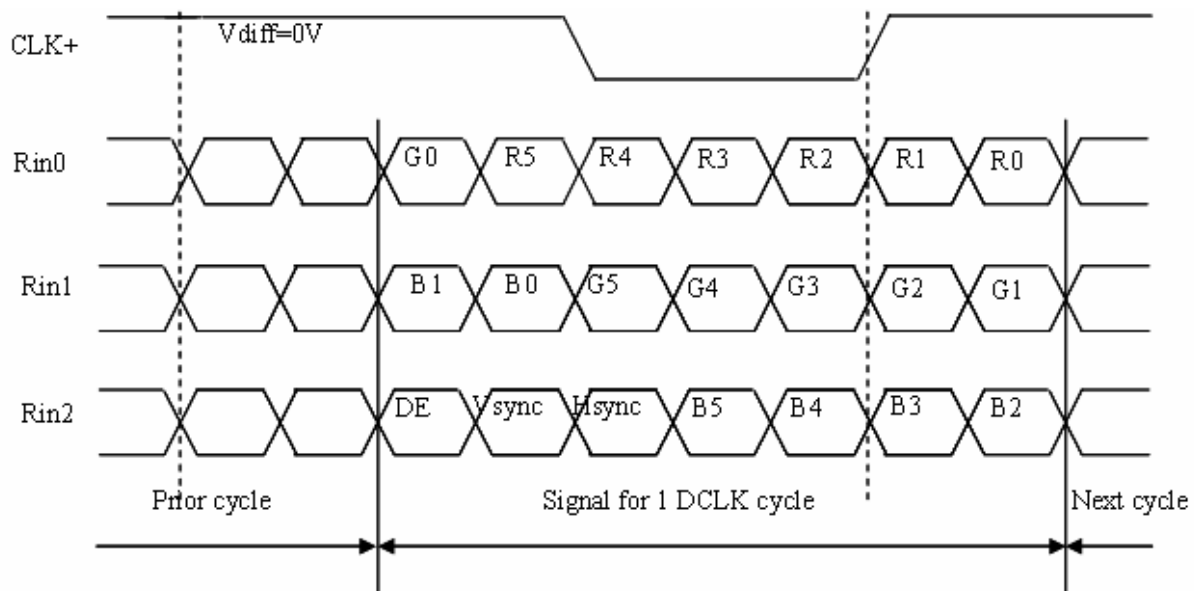 Vdiff=0V
CLK+
Rin0 G0 R5 R4 R3 R2 R1 R0
Rin1 B1 B0 G5 G4 G3 G2 G1
Rin2 DE Vsync Hsync B5 B4 B3 B2
Prior cycle Signal for 1 DCLK cycle Next cycle